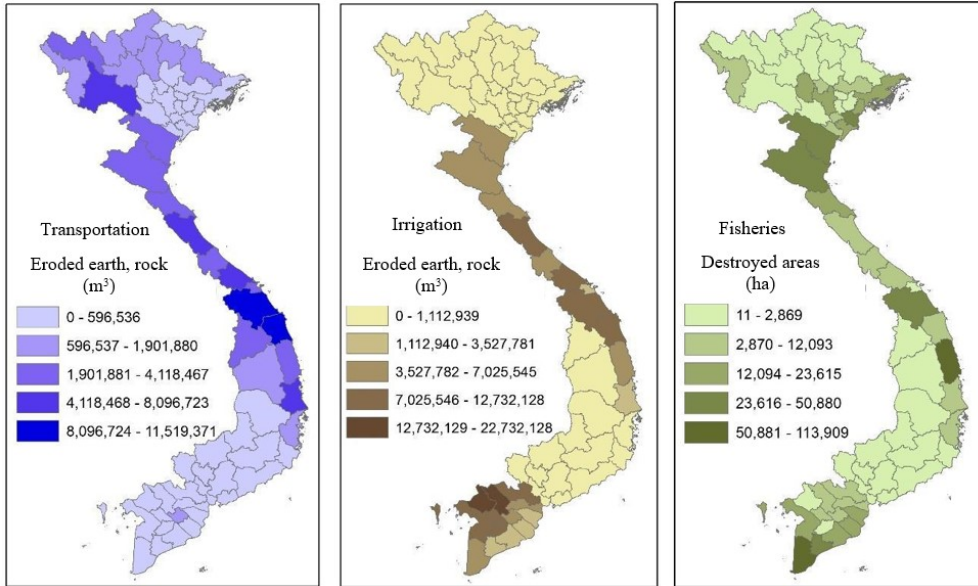 Transportation
Eroded earth, rock
(m³)
0 - 596,536
596,537 - 1,901,880
1,901,881 - 4,118,467
4,118,468 - 8,096,723
8,096,724 - 11,519,371
Irrigation
Eroded earth, rock
(m³)
0 - 1,112,939
1,112,940 - 3,527,781
3,527,782 - 7,025,545
7,025,546 - 12,732,128
12,732,129 - 22,732,128
Fisheries
Destroyed areas
(ha)
11 - 2,869
2,870 - 12,093
12,094 - 23,615
23,616 - 50,880
50,881 - 113,909